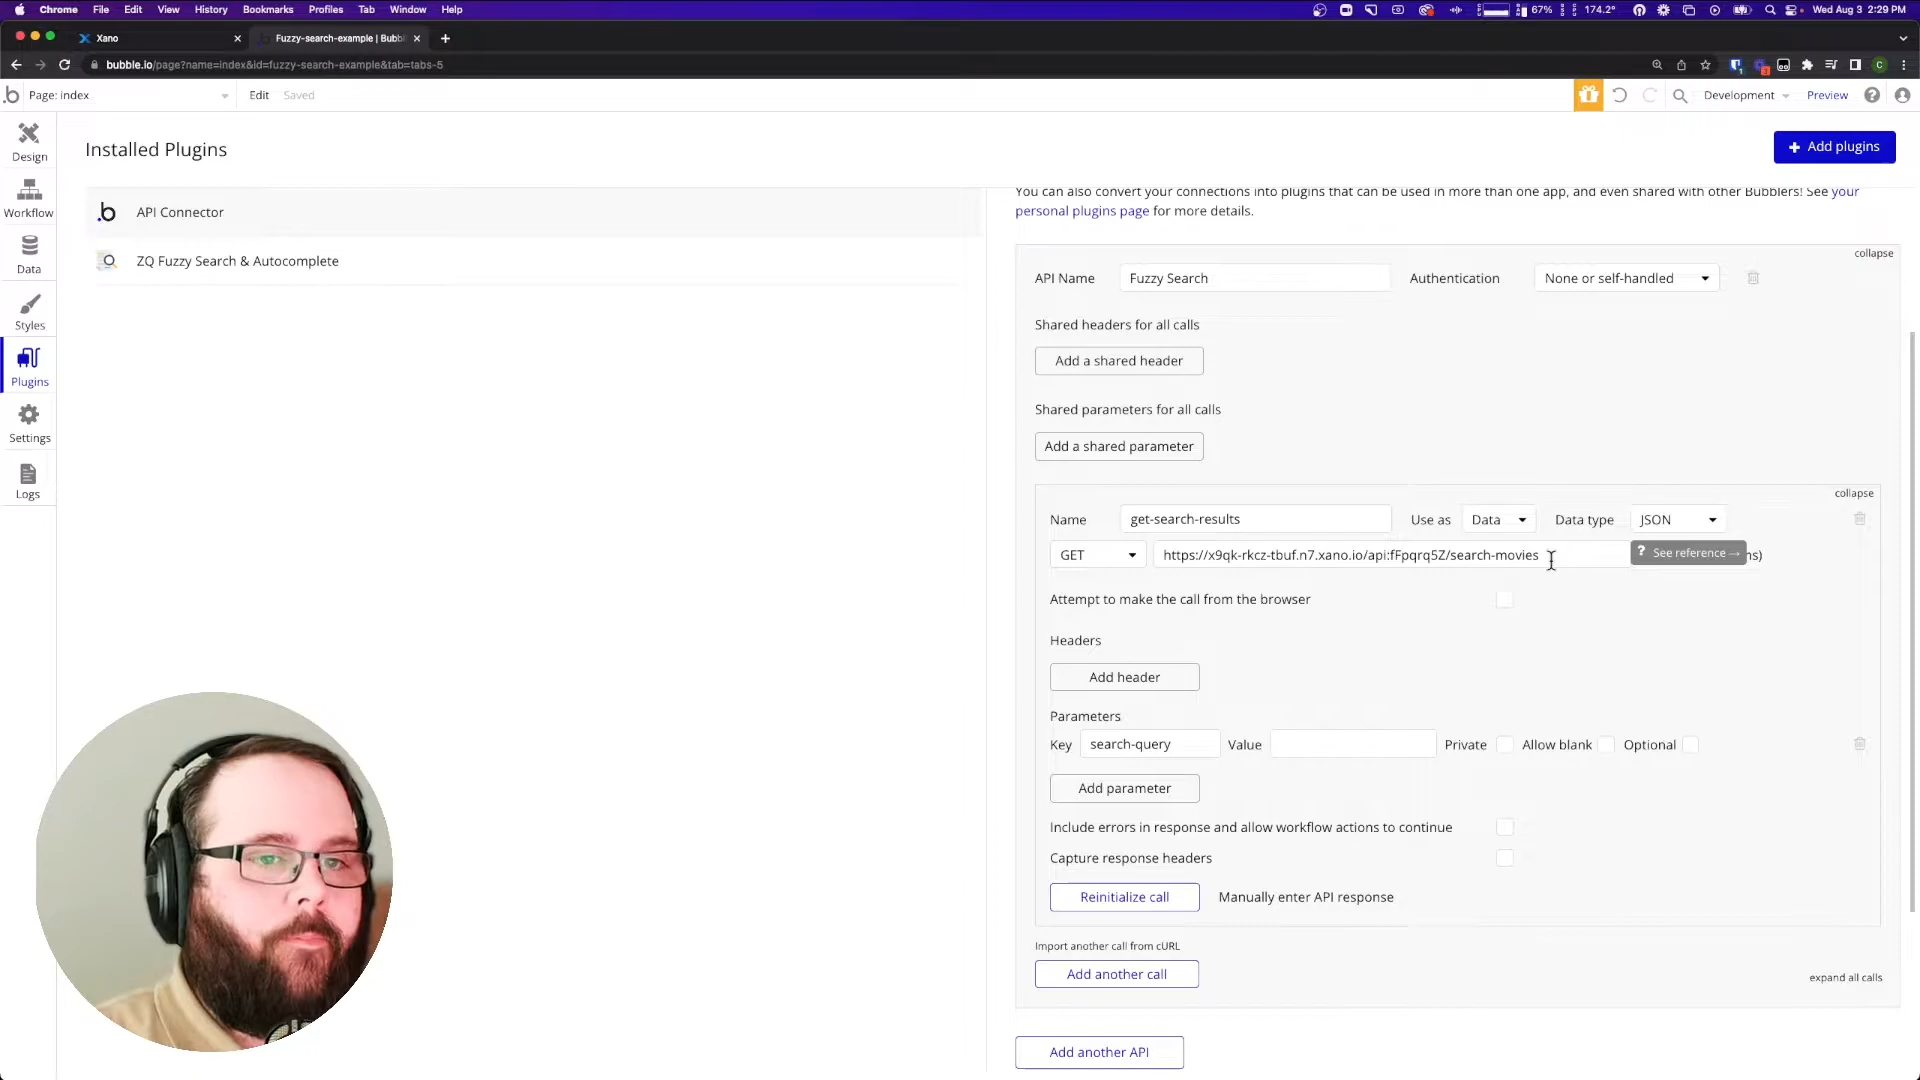 Chrome File Edit View History Bookmarks Profiles Tab Window Help 67% 174.2° Wed Aug 3 2:29 PM
Xano Fuzzy-search-example | Bubbl
bubble.io/page?name=index&id=fuzzy-search-example&tab=tabs-5
Page: index Edit Saved Development Preview
Design
Workflow
Data
Styles
Plugins
Settings
Logs
Installed Plugins
Add plugins
API Connector
ZQ Fuzzy Search & Autocomplete
You can also convert your connections into plugins that can be used in more than one app, and even shared with other Bubblers! See your
personal plugins page for more details.
collapse
API Name Fuzzy Search Authentication None or self-handled
Shared headers for all calls
Add a shared header
Shared parameters for all calls
Add a shared parameter
collapse
Name get-search-results Use as Data Data type JSON
GET https://x9qk-rkcz-tbuf.n7.xano.io/api:fFpqrq5Z/search-movies ? See reference → ns)
Attempt to make the call from the browser
Headers
Add header
Parameters
Key search-query Value Private Allow blank Optional
Add parameter
Include errors in response and allow workflow actions to continue
Capture response headers
Reinitialize call Manually enter API response
Import another call from cURL
Add another call
expand all calls
Add another API